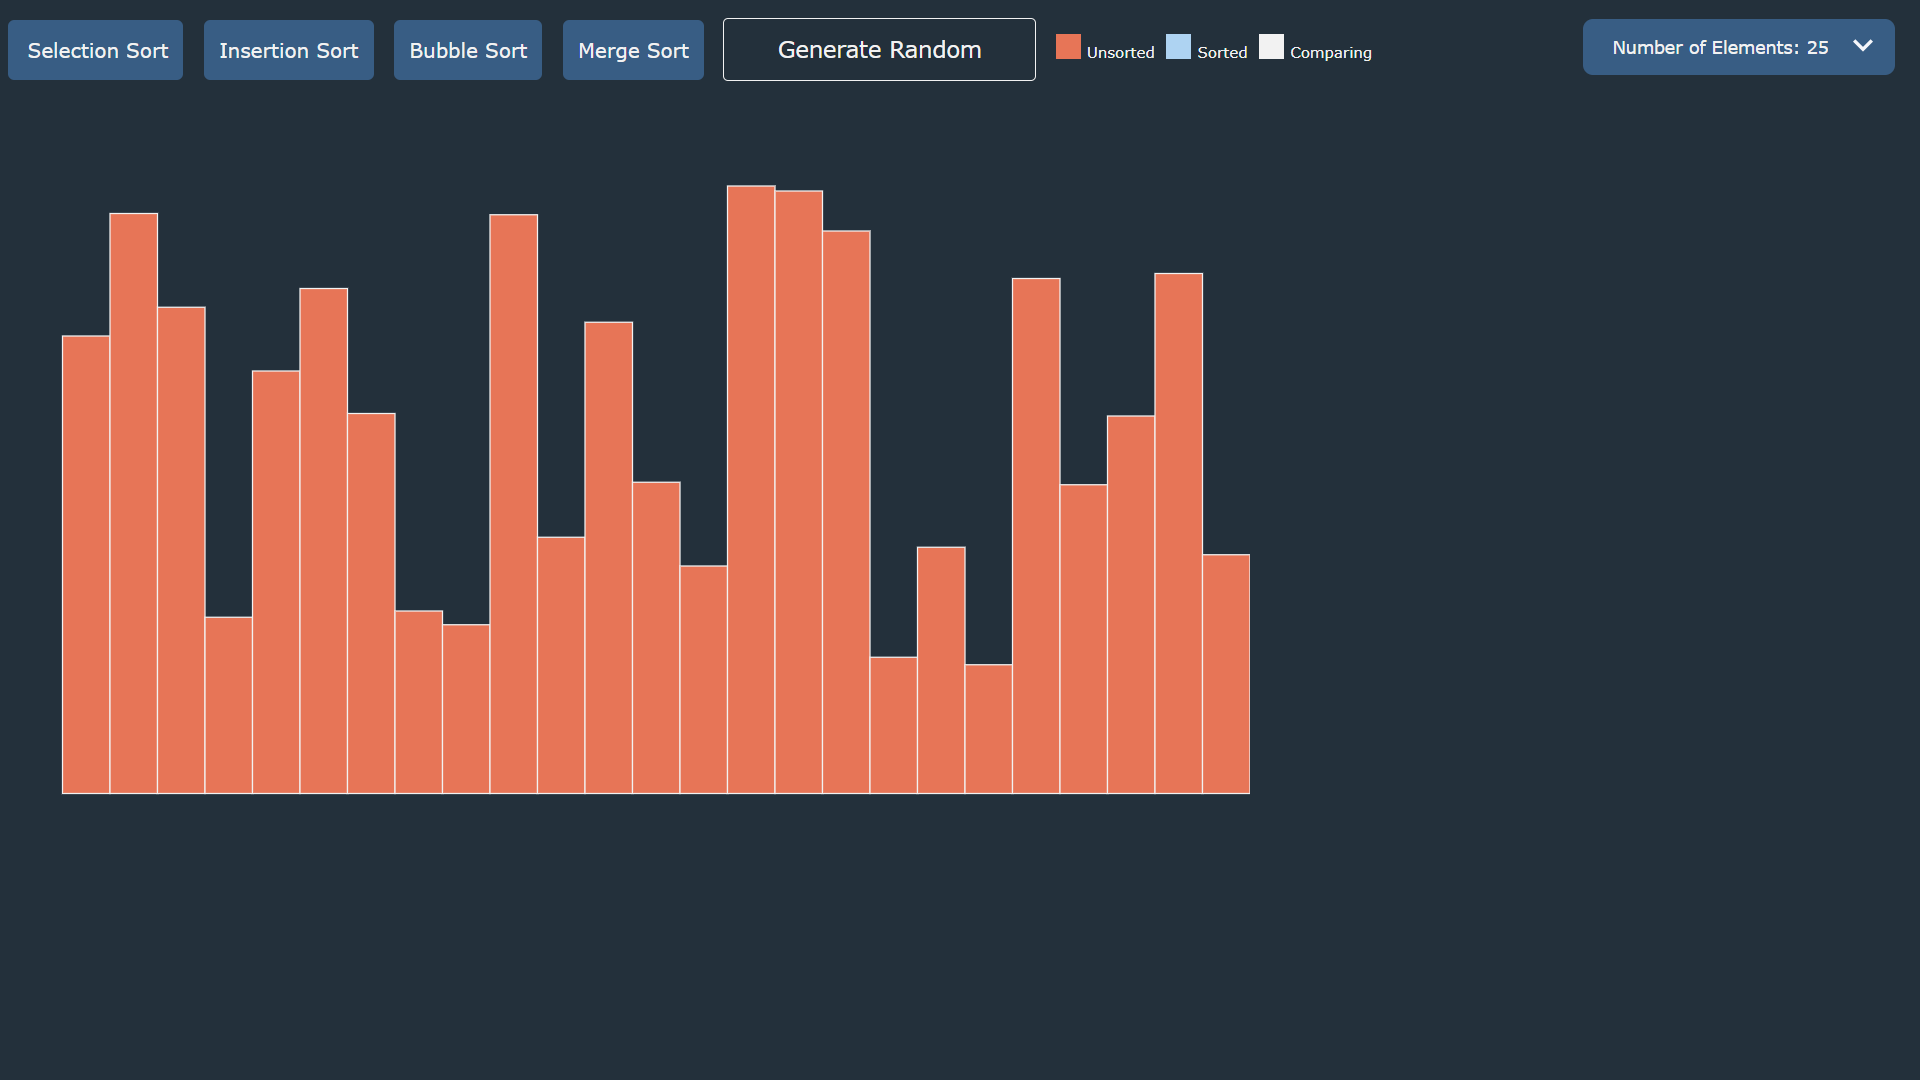 Selection Sort
Insertion Sort
Bubble Sort
Merge Sort
Generate Random
Unsorted
Sorted
Comparing
Number of Elements: 25